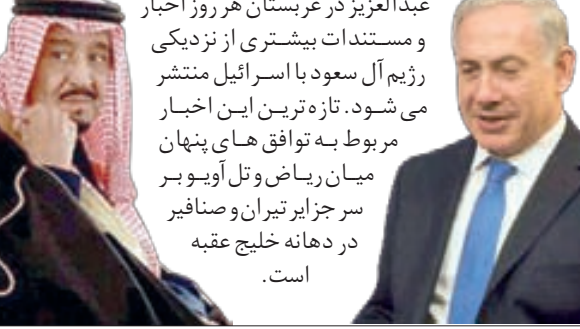 عبدالعزیز در عربستان هر روز اخبار
و مستندات بیشتری از نزدیکی
رژیم آل سعود با اسرائیل منتشر
می‌شود. تازه‌ترین این اخبار
مربوط به توافق‌های پنهان
میان ریاض و تل آویو بر
سر جزایر تیران و صنافیر
در دهانه خلیج عقبه
است.